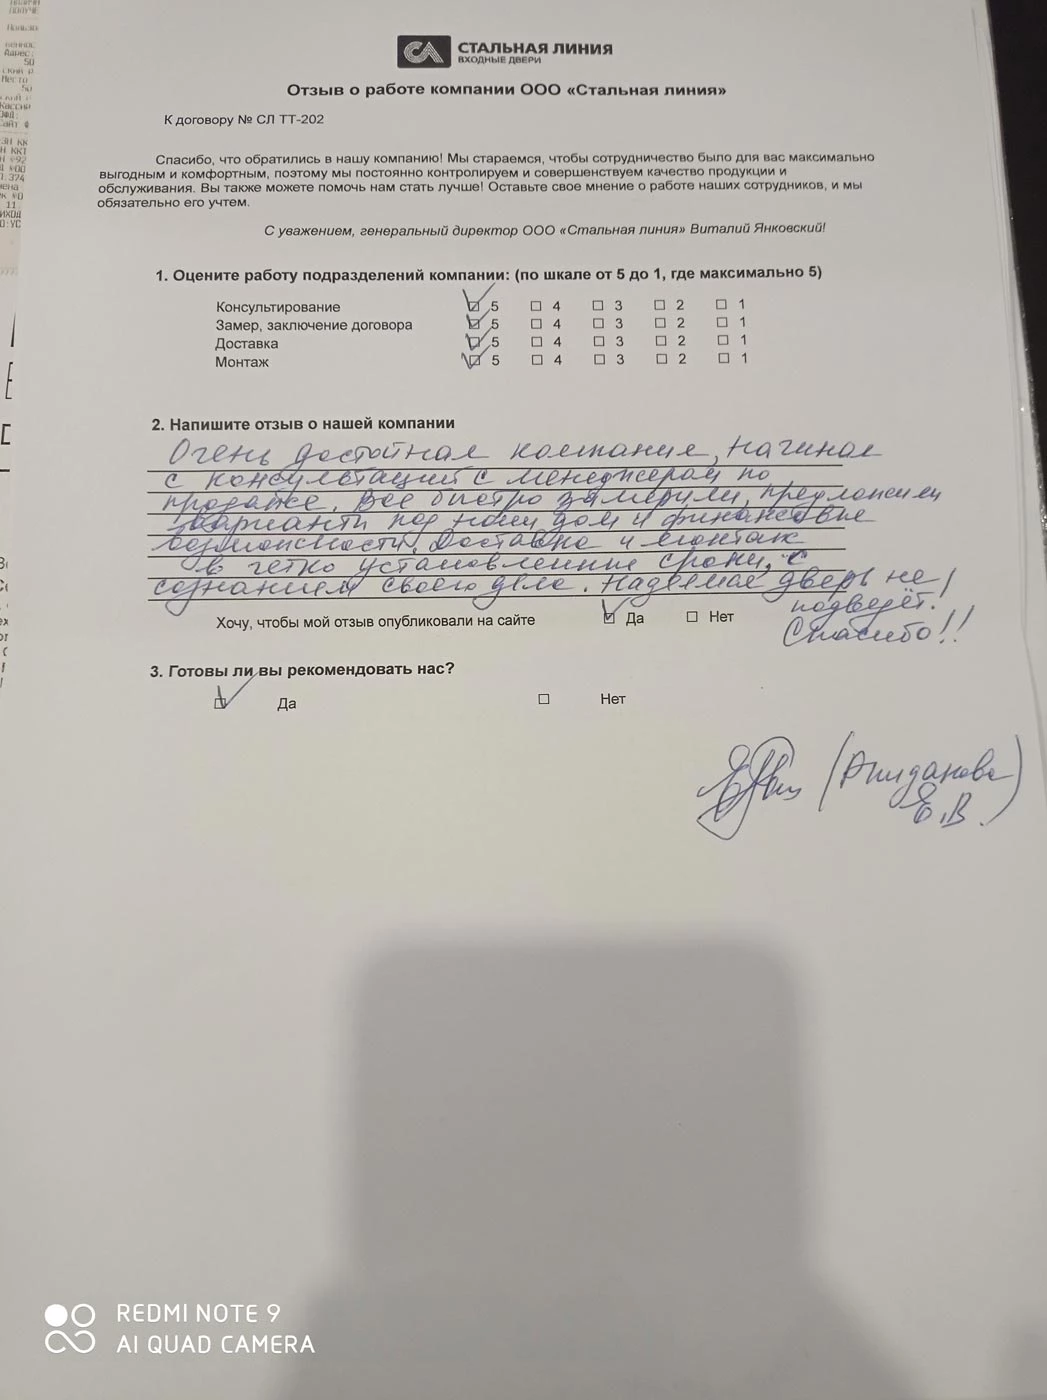 СТАЛЬНАЯ ЛИНИЯ
ВХОДНЫЕ ДВЕРИ
Отзыв о работе компании ООО «Стальная линия»
К договору № СЛ ТТ-202
Спасибо, что обратились в нашу компанию! Мы стараемся, чтобы сотрудничество было для вас максимально
выгодным и комфортным, поэтому мы постоянно контролируем и совершенствуем качество продукции и
обслуживания. Вы также можете помочь нам стать лучше! Оставьте свое мнение о работе наших сотрудников, и мы
обязательно его учтем.
С уважением, генеральный директор ООО «Стальная линия» Виталий Янковский!
1. Оцените работу подразделений компании: (по шкале от 5 до 1, где максимально 5)
Консультирование 5 4 3 2 1
Замер, заключение договора 5 4 3 2 1
Доставка 5 4 3 2 1
Монтаж 5 4 3 2 1
2. Напишите отзыв о нашей компании
Очень достойная компания, начиная
с консультаций с менеджерам по
продаже. Все быстро замерили, предложили
варианты под наш дом и финансовые
возможности. Доставка и монтаж
в четко установленные сроки, с
сознанием своего дела. Надеемся дверь не
подведёт!
Спасибо!!
Хочу, чтобы мой отзыв опубликовали на сайте Да Нет
3. Готовы ли вы рекомендовать нас?
Да Нет
Е.В.
REDMI NOTE 9
AI QUAD CAMERA